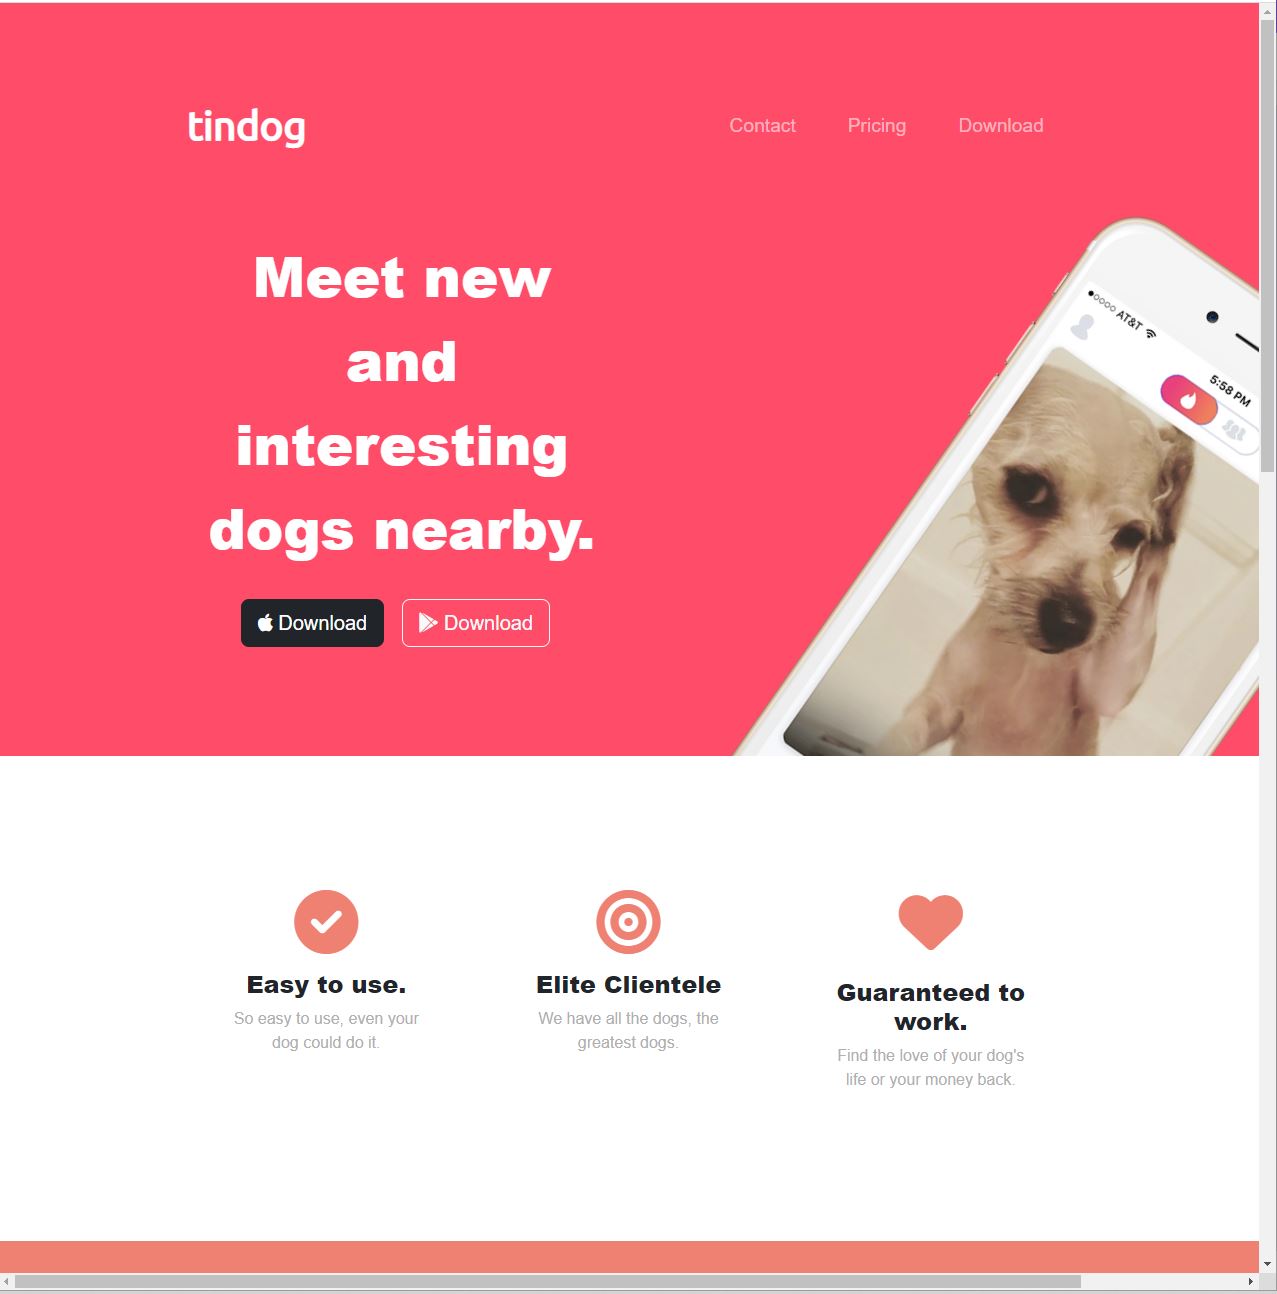 tindog
Contact
Pricing
Download
Meet new
and
interesting
dogs nearby.
Download
Download
AT&T
5:58 PM
Easy to use.
So easy to use, even your
dog could do it.
Elite Clientele
We have all the dogs, the
greatest dogs.
Guaranteed to
work.
Find the love of your dog's
life or your money back.